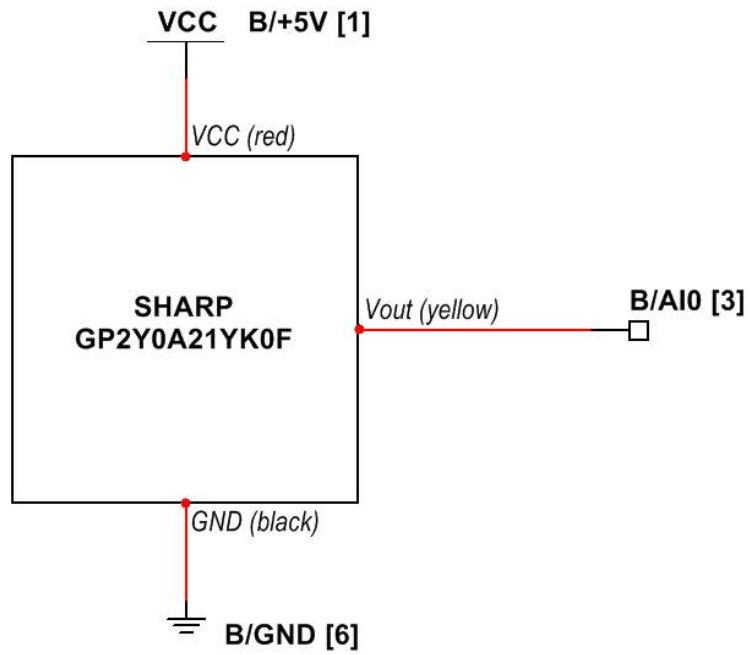 VCC B/+5V [1]
VCC (red)
SHARP
GP2Y0A21YK0F
Vout (yellow)
B/AI0 [3]
GND (black)
B/GND [6]